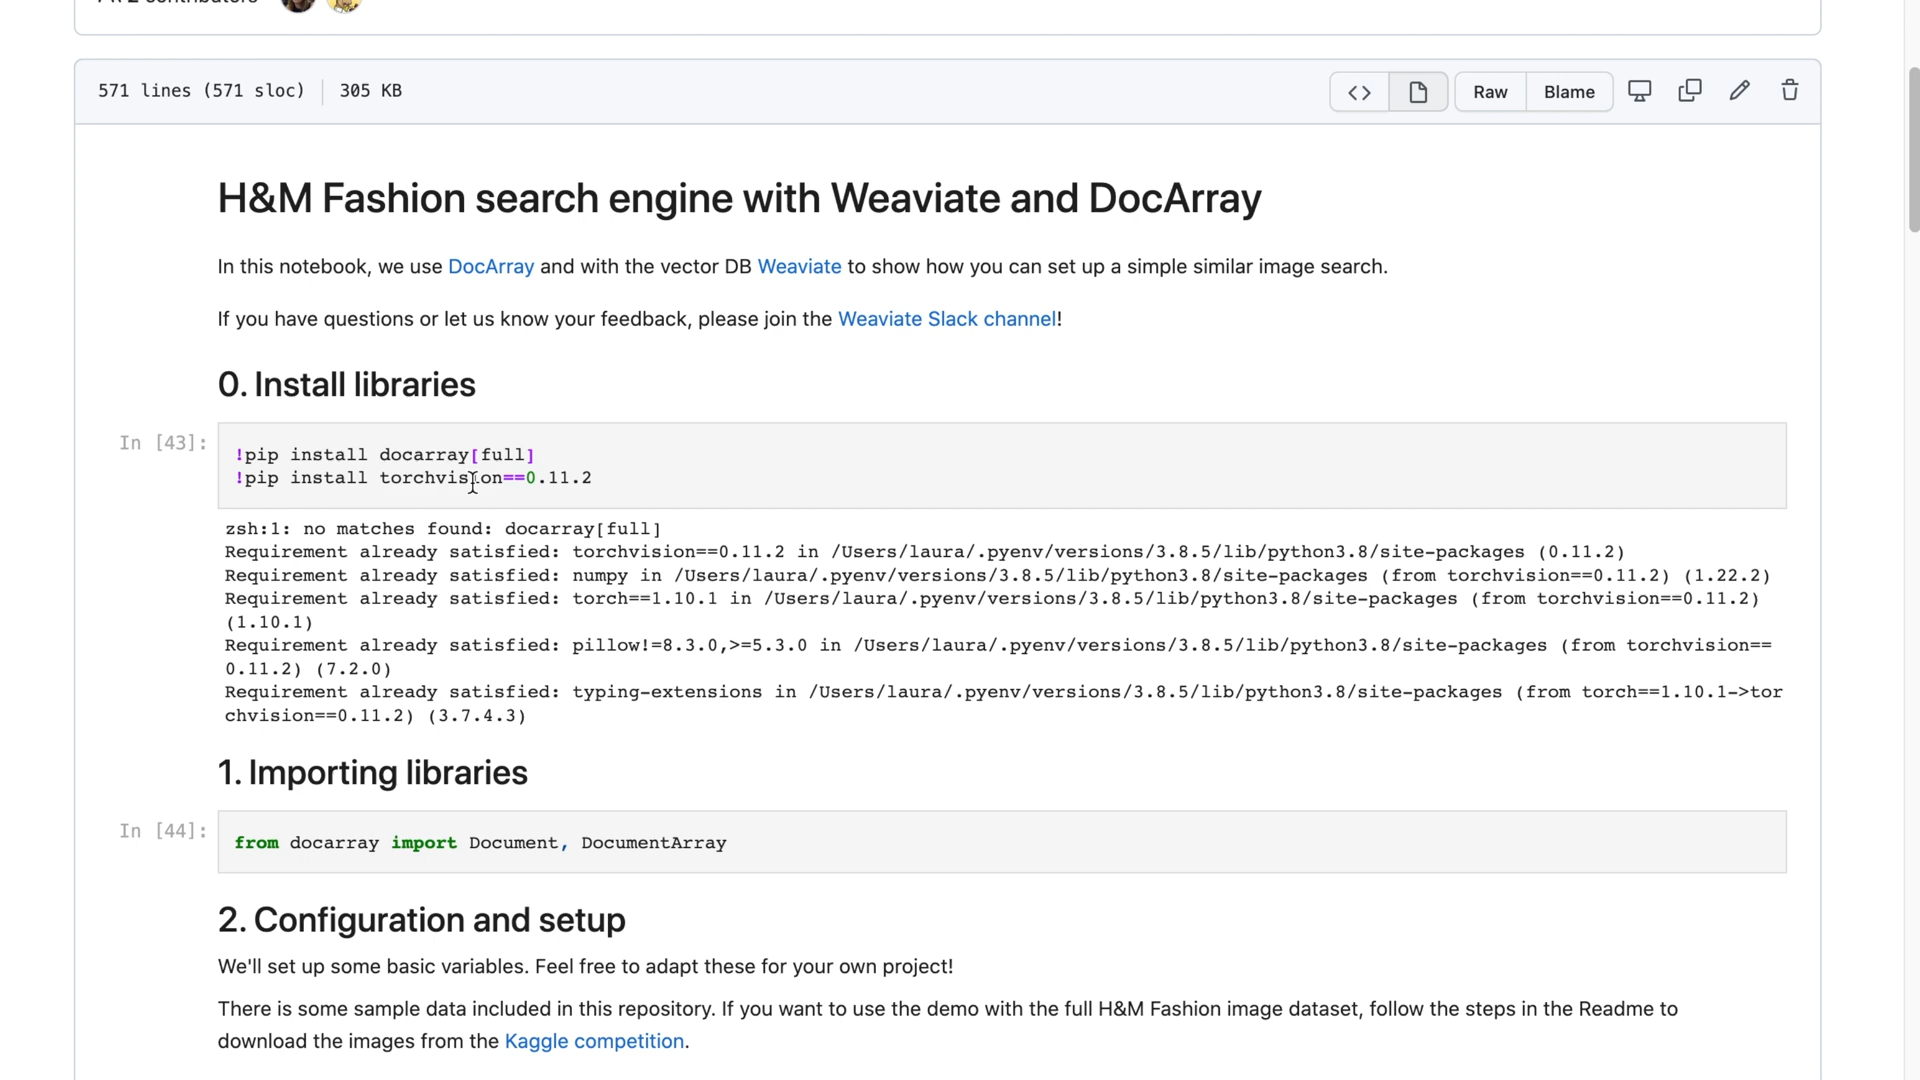 2 contributors
571 lines (571 sloc) 305 KB
Raw Blame
H&M Fashion search engine with Weaviate and DocArray
In this notebook, we use DocArray and with the vector DB Weaviate to show how you can set up a simple similar image search.
If you have questions or let us know your feedback, please join the Weaviate Slack channel!
0. Install libraries
In [43]:
!pip install docarray[full]
!pip install torchvision==0.11.2
zsh:1: no matches found: docarray[full]
Requirement already satisfied: torchvision==0.11.2 in /Users/laura/.pyenv/versions/3.8.5/lib/python3.8/site-packages (0.11.2)
Requirement already satisfied: numpy in /Users/laura/.pyenv/versions/3.8.5/lib/python3.8/site-packages (from torchvision==0.11.2) (1.22.2)
Requirement already satisfied: torch==1.10.1 in /Users/laura/.pyenv/versions/3.8.5/lib/python3.8/site-packages (from torchvision==0.11.2)
(1.10.1)
Requirement already satisfied: pillow!=8.3.0,>=5.3.0 in /Users/laura/.pyenv/versions/3.8.5/lib/python3.8/site-packages (from torchvision==
0.11.2) (7.2.0)
Requirement already satisfied: typing-extensions in /Users/laura/.pyenv/versions/3.8.5/lib/python3.8/site-packages (from torch==1.10.1->tor
chvision==0.11.2) (3.7.4.3)
1. Importing libraries
In [44]:
from docarray import Document, DocumentArray
2. Configuration and setup
We'll set up some basic variables. Feel free to adapt these for your own project!
There is some sample data included in this repository. If you want to use the demo with the full H&M Fashion image dataset, follow the steps in the Readme to
download the images from the Kaggle competition.